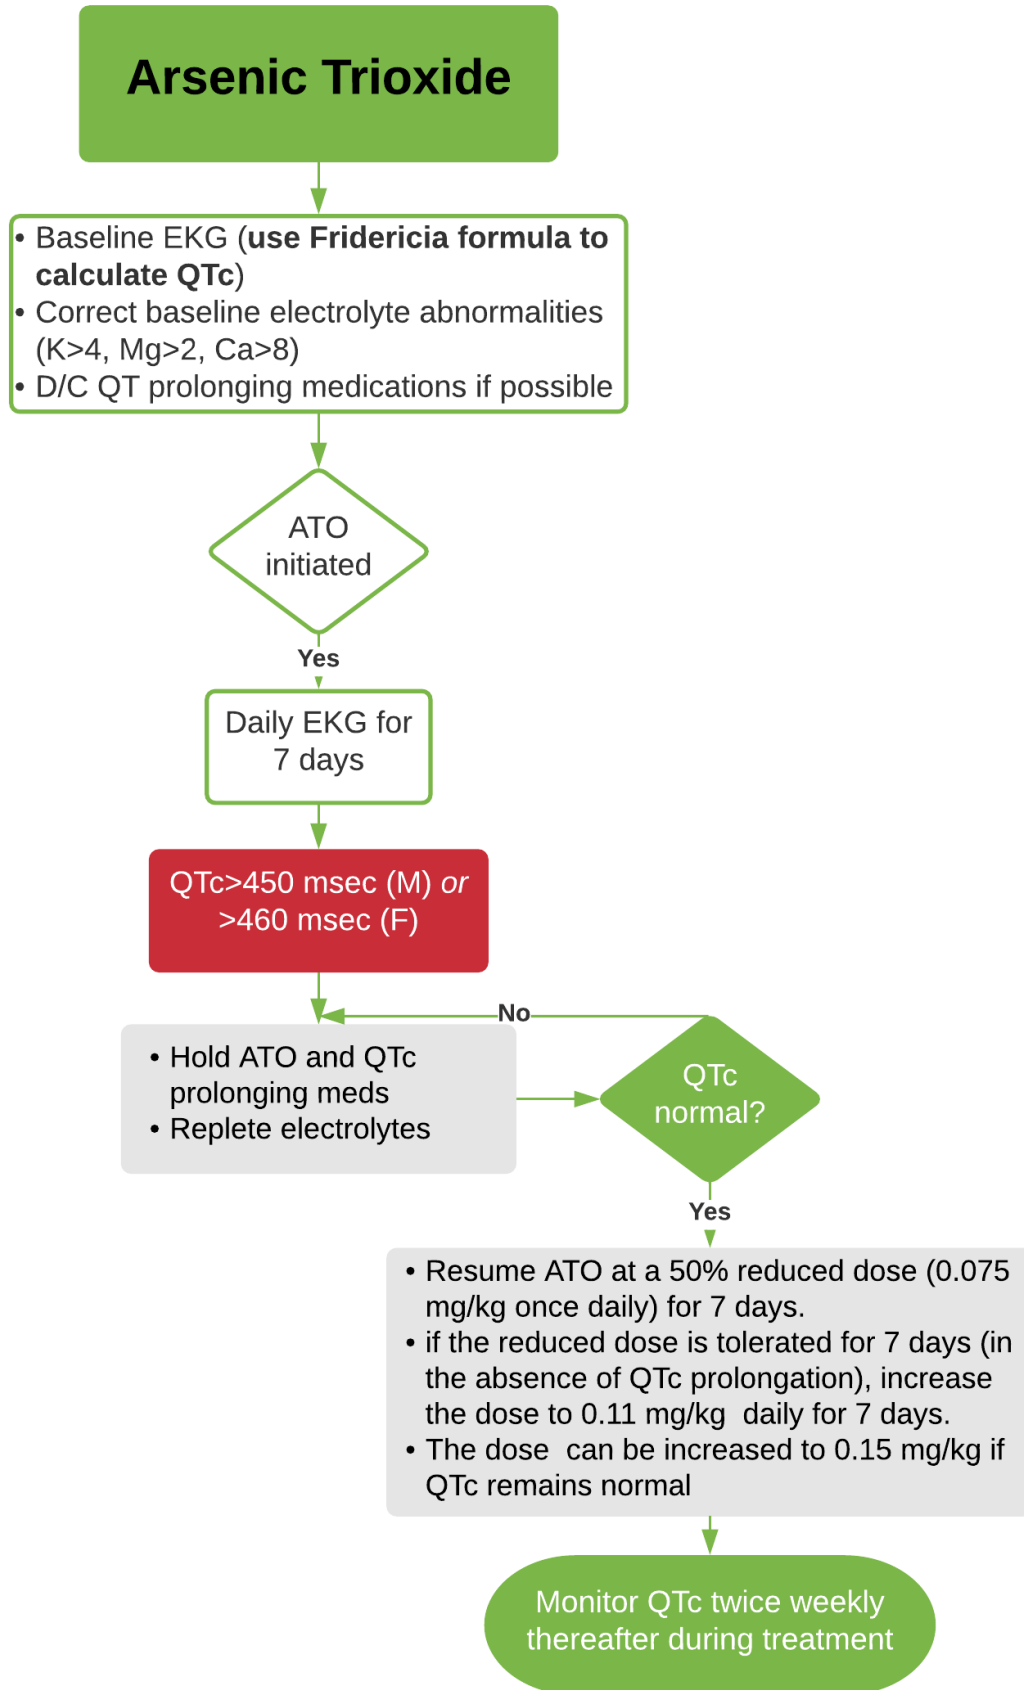 Arsenic Trioxide
• Baseline EKG (use Fridericia formula to
calculate QTc)
• Correct baseline electrolyte abnormalities
(K>4, Mg>2, Ca>8)
• D/C QT prolonging medications if possible
ATO
initiated
Yes
Daily EKG for
7 days
QTc>450 msec (M) or
>460 msec (F)
No
• Hold ATO and QTc
prolonging meds
• Replete electrolytes
QTc
normal?
Yes
• Resume ATO at a 50% reduced dose (0.075
mg/kg once daily) for 7 days.
• if the reduced dose is tolerated for 7 days (in
the absence of QTc prolongation), increase
the dose to 0.11 mg/kg  daily for 7 days.
• The dose  can be increased to 0.15 mg/kg if
QTc remains normal
Monitor QTc twice weekly
thereafter during treatment